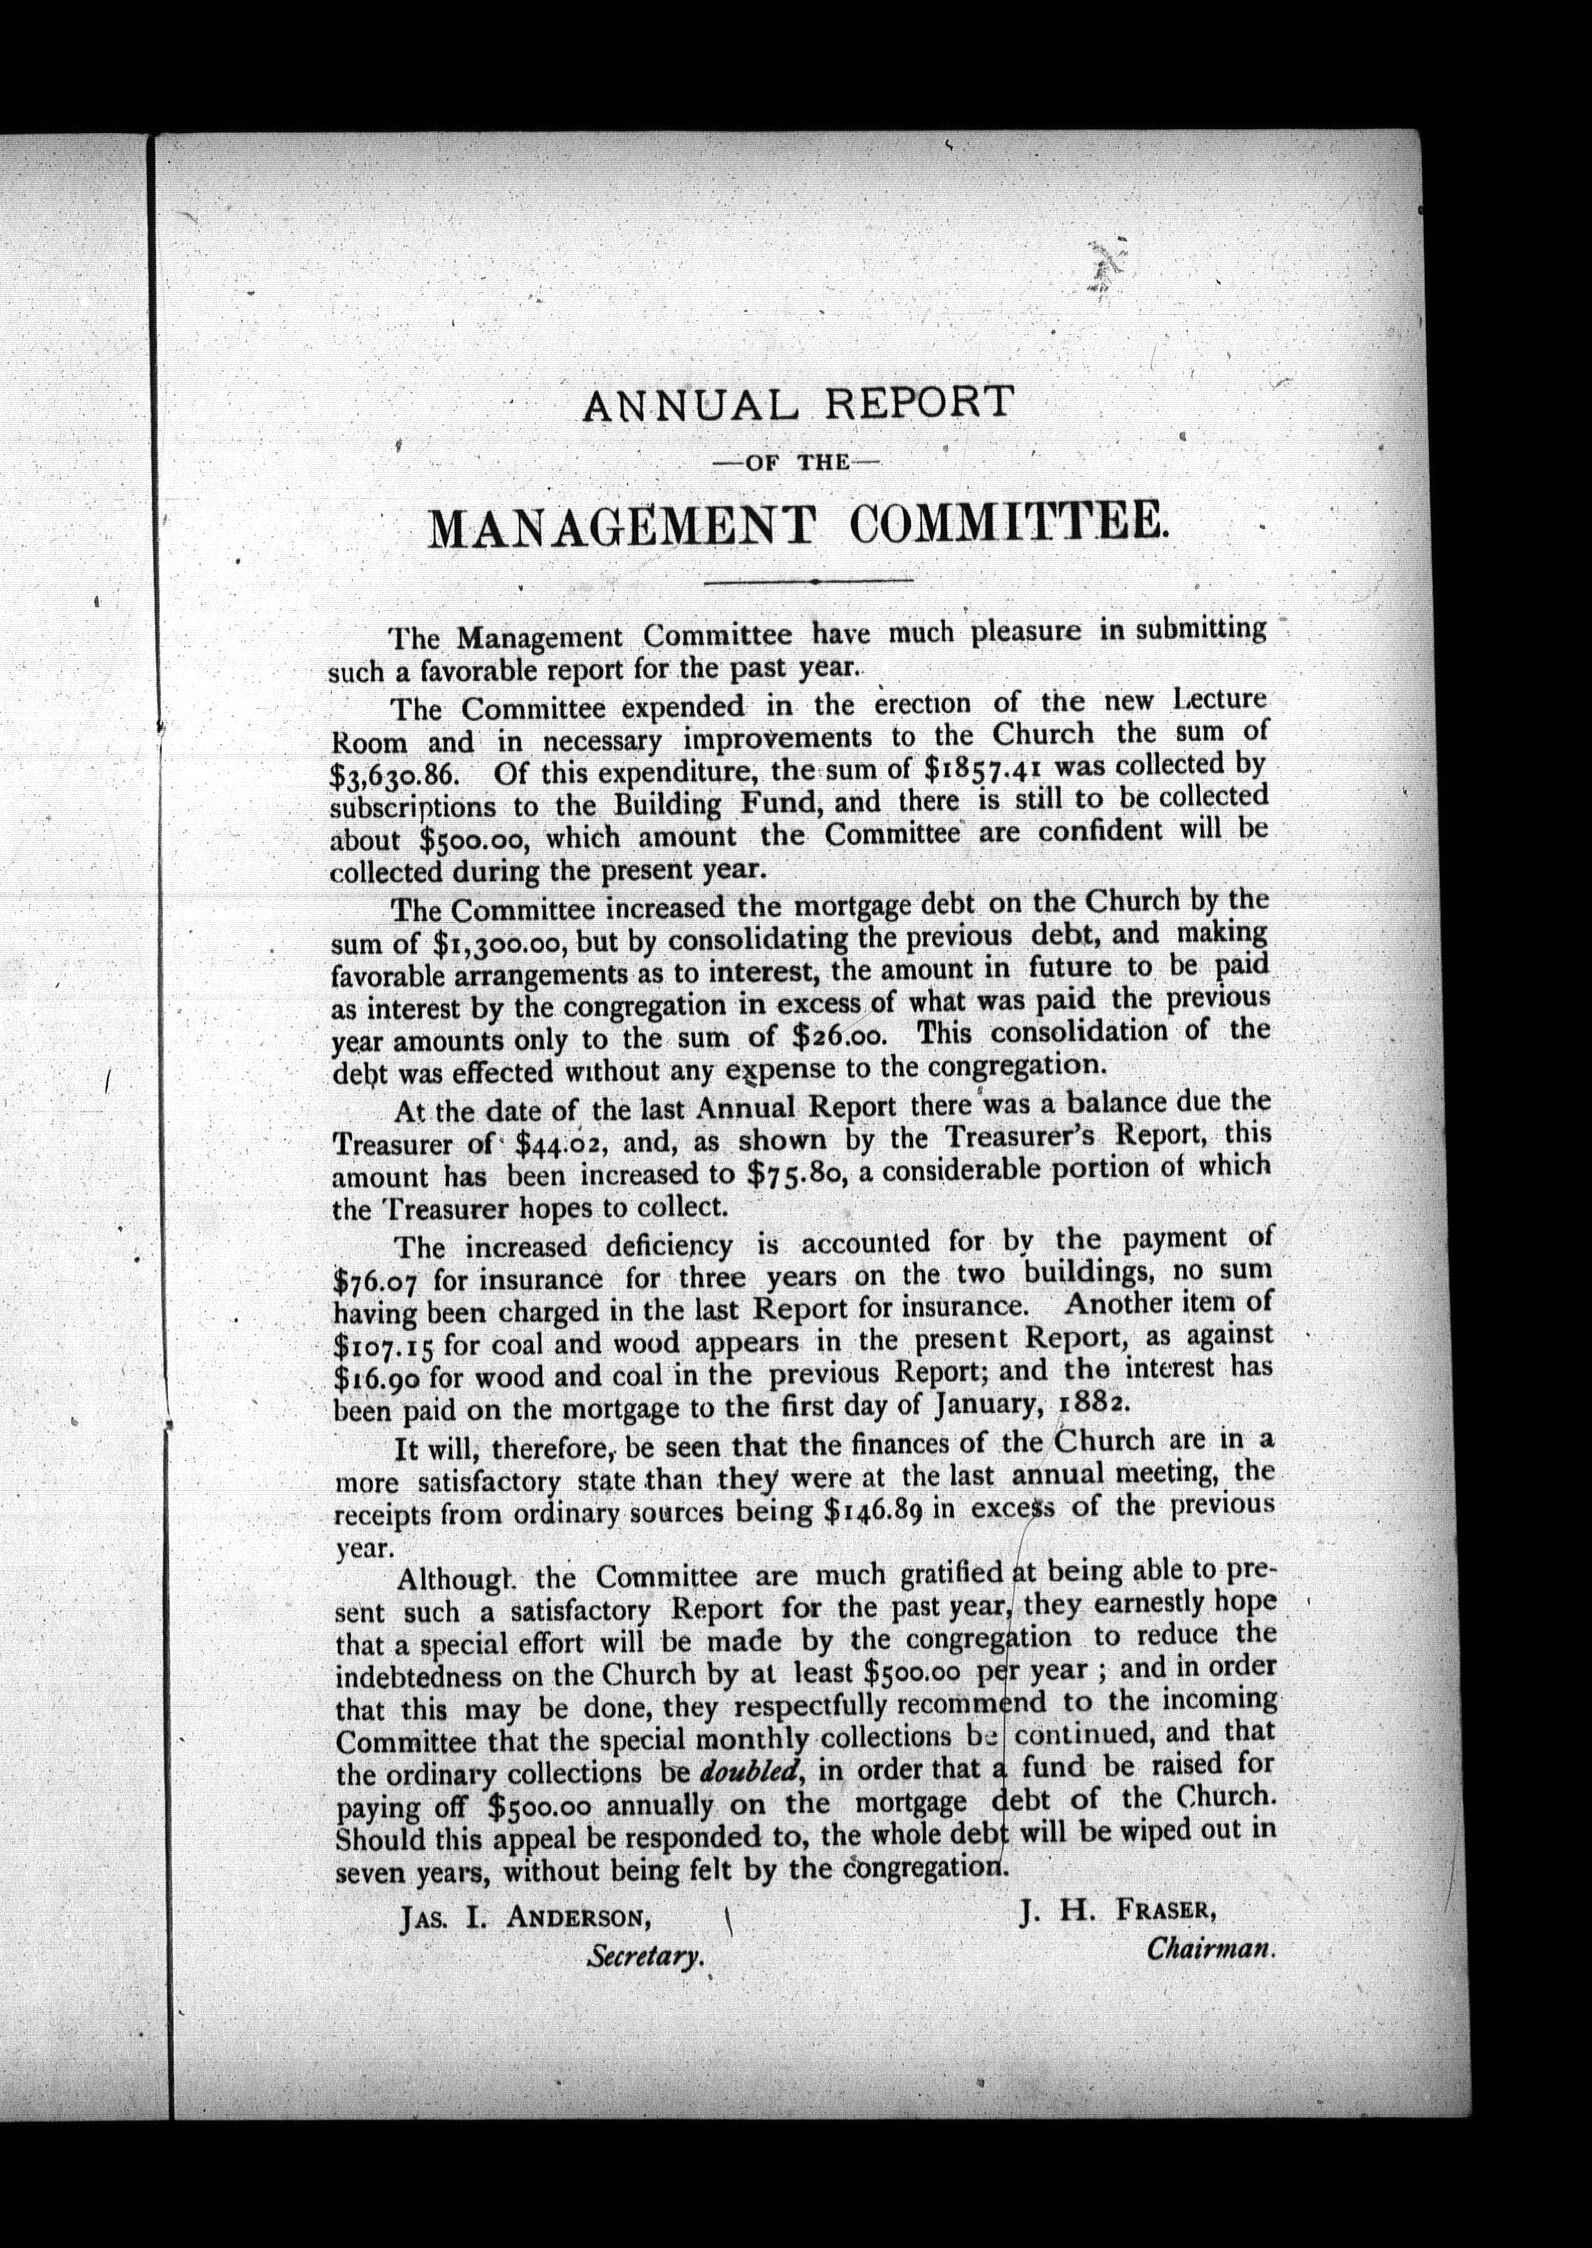 ANNUAL REPORT
—OF THE—
MANAGEMENT COMMITTEE.
The Management Committee have much pleasure in submitting
such a favorable report for the past year.
The Committee expended in the erection of the new Lecture
Room and in necessary improvements to the Church the sum of
$3,630.86. Of this expenditure, the sum of $1857.41 was collected by
subscriptions to the Building Fund, and there is still to be collected
about $500.00, which amount the Committee are confident will be
collected during the present year.
The Committee increased the mortgage debt on the Church by the
sum of $1,300.00, but by consolidating the previous debt, and making
favorable arrangements as to interest, the amount in future to be paid
as interest by the congregation in excess of what was paid the previous
year amounts only to the sum of $26.00. This consolidation of the
debt was effected without any expense to the congregation.
At the date of the last Annual Report there was a balance due the
Treasurer of $44.02, and, as shown by the Treasurer's Report, this
amount has been increased to $75.80, a considerable portion of which
the Treasurer hopes to collect.
The increased deficiency is accounted for by the payment of
$76.07 for insurance for three years on the two buildings, no sum
having been charged in the last Report for insurance. Another item of
$107.15 for coal and wood appears in the present Report, as against
$16.90 for wood and coal in the previous Report; and the interest has
been paid on the mortgage to the first day of January, 1882.
It will, therefore, be seen that the finances of the Church are in a
more satisfactory state than they were at the last annual meeting, the
receipts from ordinary sources being $146.89 in excess of the previous
year.
Although the Committee are much gratified at being able to pre-
sent such a satisfactory Report for the past year, they earnestly hope
that a special effort will be made by the congregation to reduce the
indebtedness on the Church by at least $500.00 per year ; and in order
that this may be done, they respectfully recommend to the incoming
Committee that the special monthly collections be continued, and that
the ordinary collections be doubled, in order that a fund be raised for
paying off $500.00 annually on the mortgage debt of the Church.
Should this appeal be responded to, the whole debt will be wiped out in
seven years, without being felt by the congregation.
JAS. I. ANDERSON, J. H. FRASER,
Secretary. Chairman.